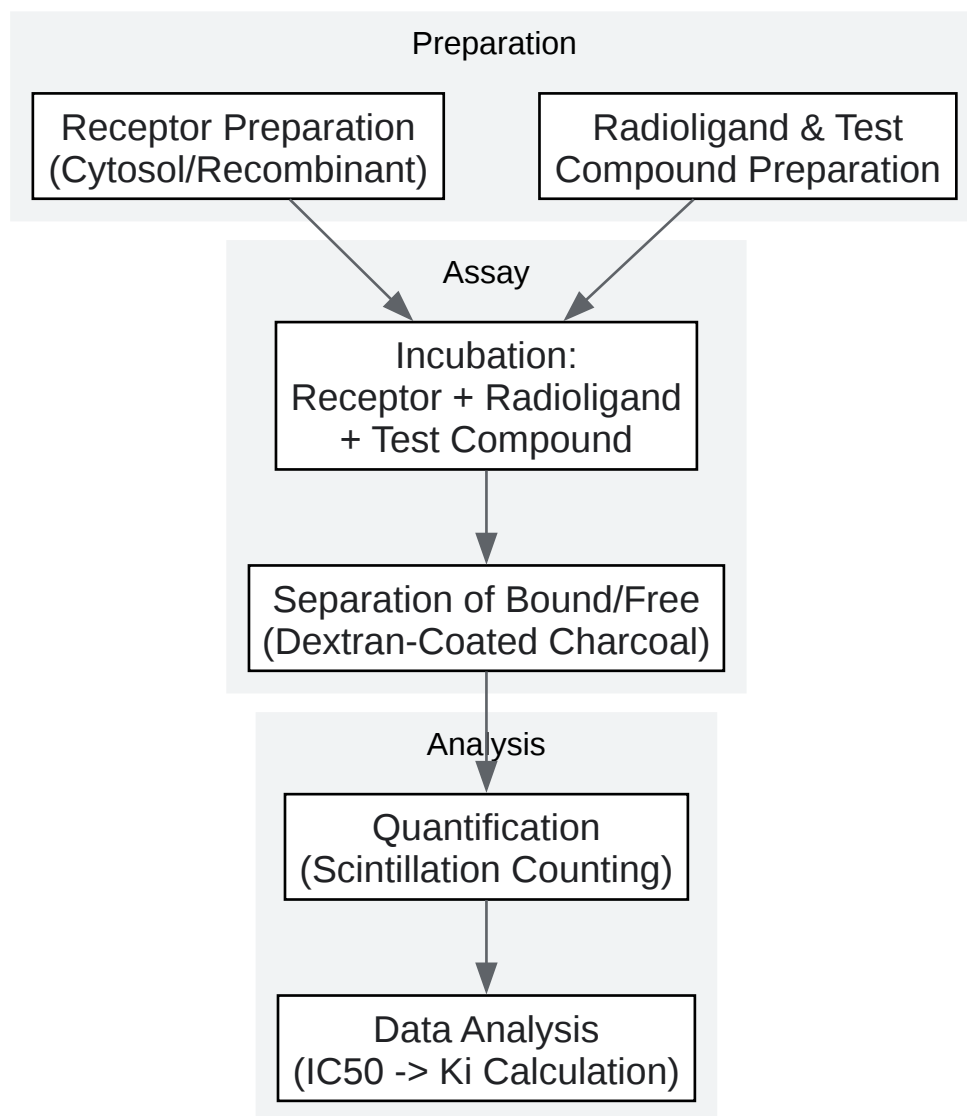 Preparation
Receptor Preparation
(Cytosol/Recombinant)
Radioligand & Test
Compound Preparation
Assay
Incubation:
Receptor + Radioligand
+ Test Compound
Separation of Bound/Free
(Dextran-Coated Charcoal)
Analysis
Quantification
(Scintillation Counting)
Data Analysis
(IC50 -> Ki Calculation)